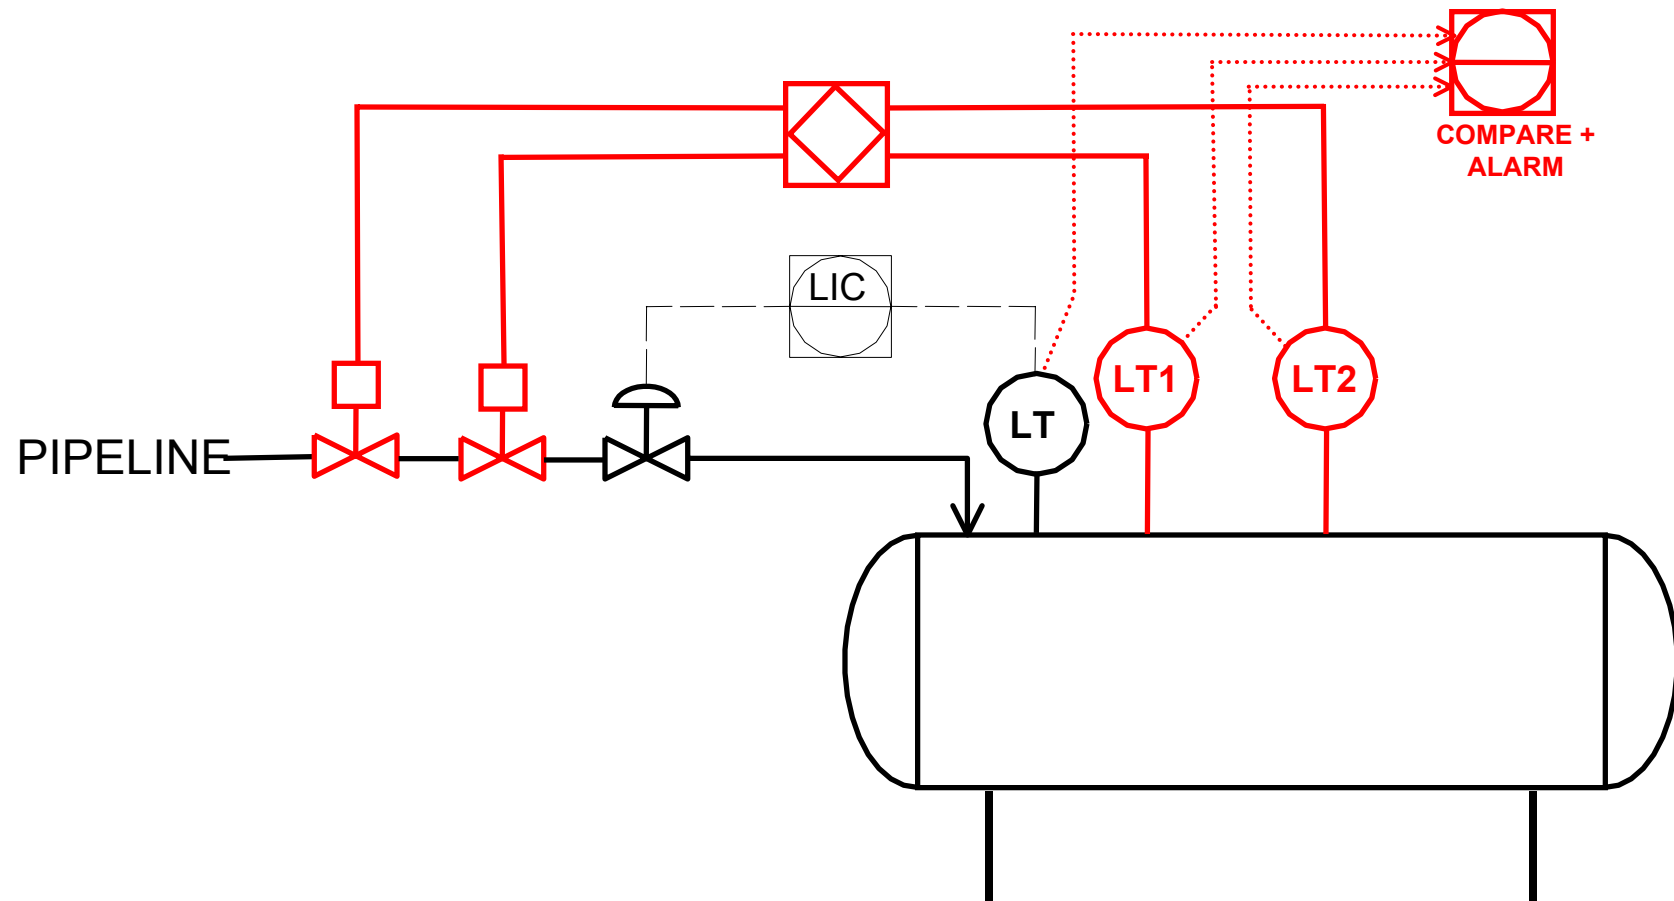 COMPARE +
ALARM
LIC
LT1
LT2
LT
PIPELINE